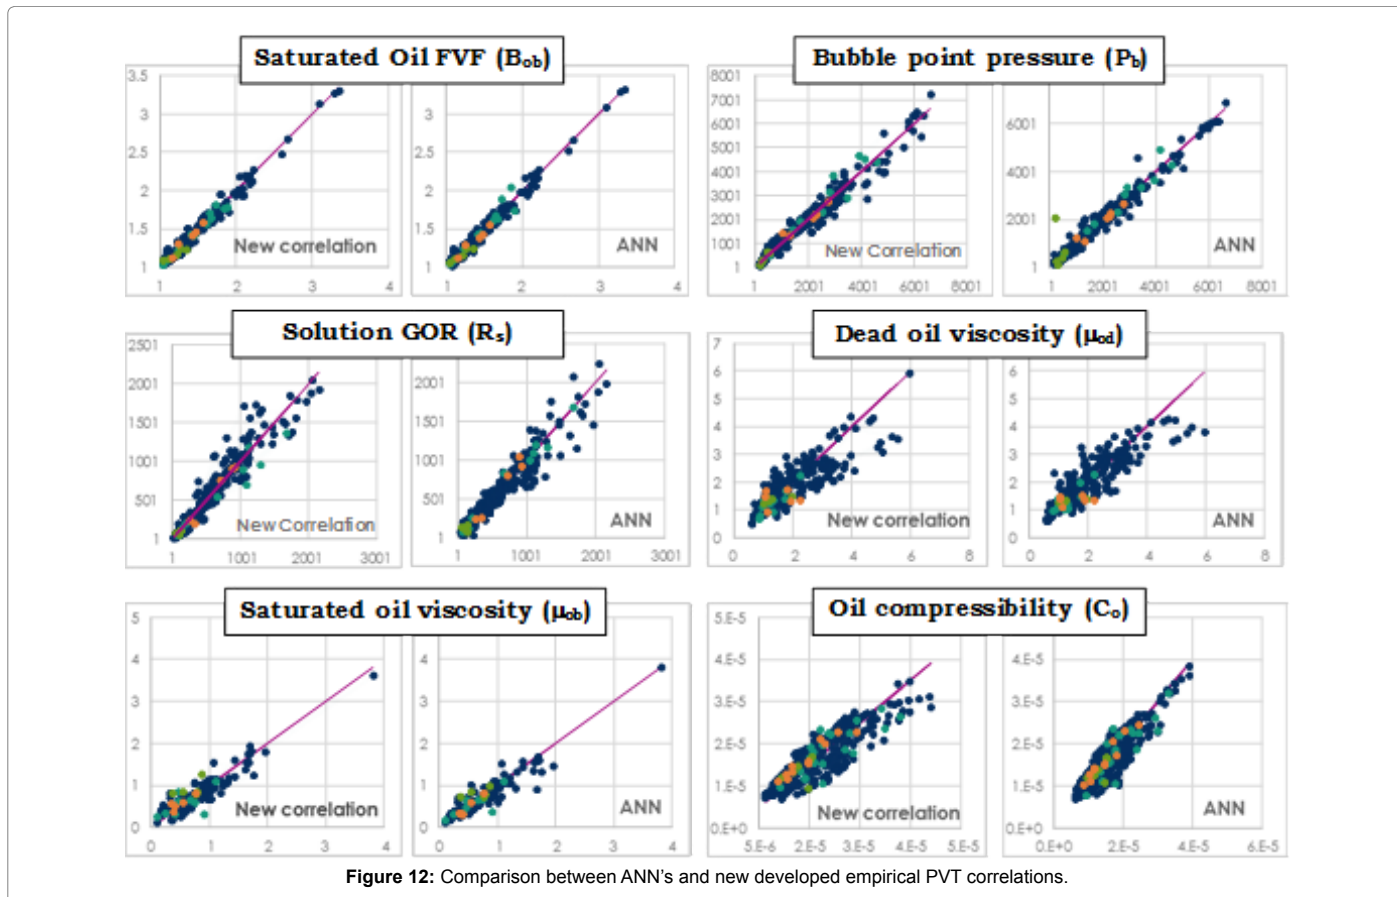 Saturated Oil FVF (Bob)
3.5
3
2.5
2
1.5
1
1 2 3 4
New correlation
3
2.5
2
1.5
1
1 2 3 4
ANN
Bubble point pressure (Pb)
8001
7001
6001
5001
4001
3001
2001
1001
1
1 2001 4001 6001 8001
New Correlation
6001
4001
2001
1
1 2001 4001 6001 8001
ANN
Solution GOR (Rs)
2501
2001
1501
1001
501
1
1 1001 2001 3001
New Correlation
2001
1501
1001
501
1
1 1001 2001 3001
ANN
Dead oil viscosity (μod)
7
6
5
4
3
2
1
0
0 2 4 6 8
New correlation
6
5
4
3
2
1
0
0 2 4 6 8
ANN
Saturated oil viscosity (μob)
5
4
3
2
1
0
0 1 2 3 4
New correlation
4
3
2
1
0
0 1 2 3 4
ANN
Oil compressibility (Co)
5.E-5
4.E-5
3.E-5
2.E-5
1.E-5
0.E+0
5.E-6 2.E-5 3.E-5 4.E-5 5.E-5
New correlation
4.E-5
3.E-5
2.E-5
1.E-5
0.E+0
0.E+0 2.E-5 4.E-5 6.E-5
ANN
Figure 12: Comparison between ANN's and new developed empirical PVT correlations.